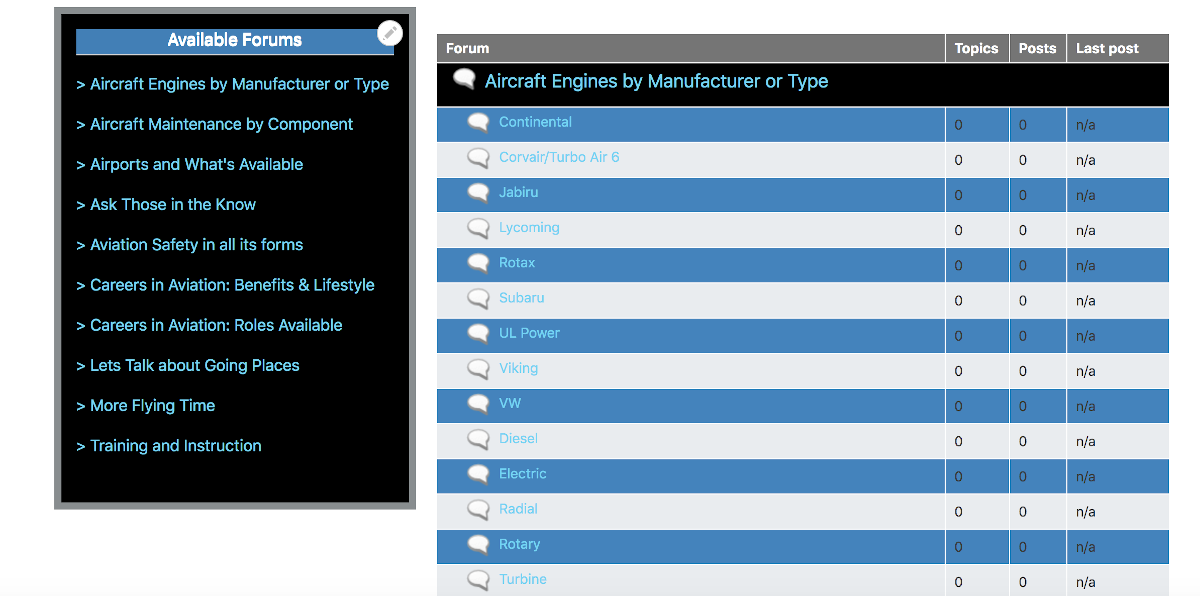 Available Forums
> Aircraft Engines by Manufacturer or Type
> Aircraft Maintenance by Component
> Airports and What's Available
> Ask Those in the Know
> Aviation Safety in all its forms
> Careers in Aviation: Benefits & Lifestyle
> Careers in Aviation: Roles Available
> Lets Talk about Going Places
> More Flying Time
> Training and Instruction
Forum Topics Posts Last post
Aircraft Engines by Manufacturer or Type
Continental 0 0 n/a
Corvair/Turbo Air 6 0 0 n/a
Jabiru 0 0 n/a
Lycoming 0 0 n/a
Rotax 0 0 n/a
Subaru 0 0 n/a
UL Power 0 0 n/a
Viking 0 0 n/a
VW 0 0 n/a
Diesel 0 0 n/a
Electric 0 0 n/a
Radial 0 0 n/a
Rotary 0 0 n/a
Turbine 0 0 n/a